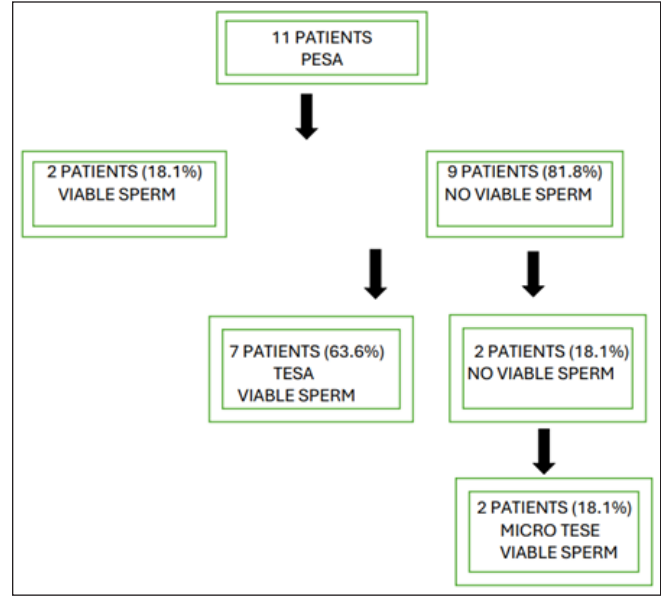 11 PATIENTS
PESA
2 PATIENTS (18.1%)
VIABLE SPERM
9 PATIENTS (81.8%)
NO VIABLE SPERM
7 PATIENTS (63.6%)
TESA
VIABLE SPERM
2 PATIENTS (18.1%)
NO VIABLE SPERM
2 PATIENTS (18.1%)
MICRO TESE
VIABLE SPERM